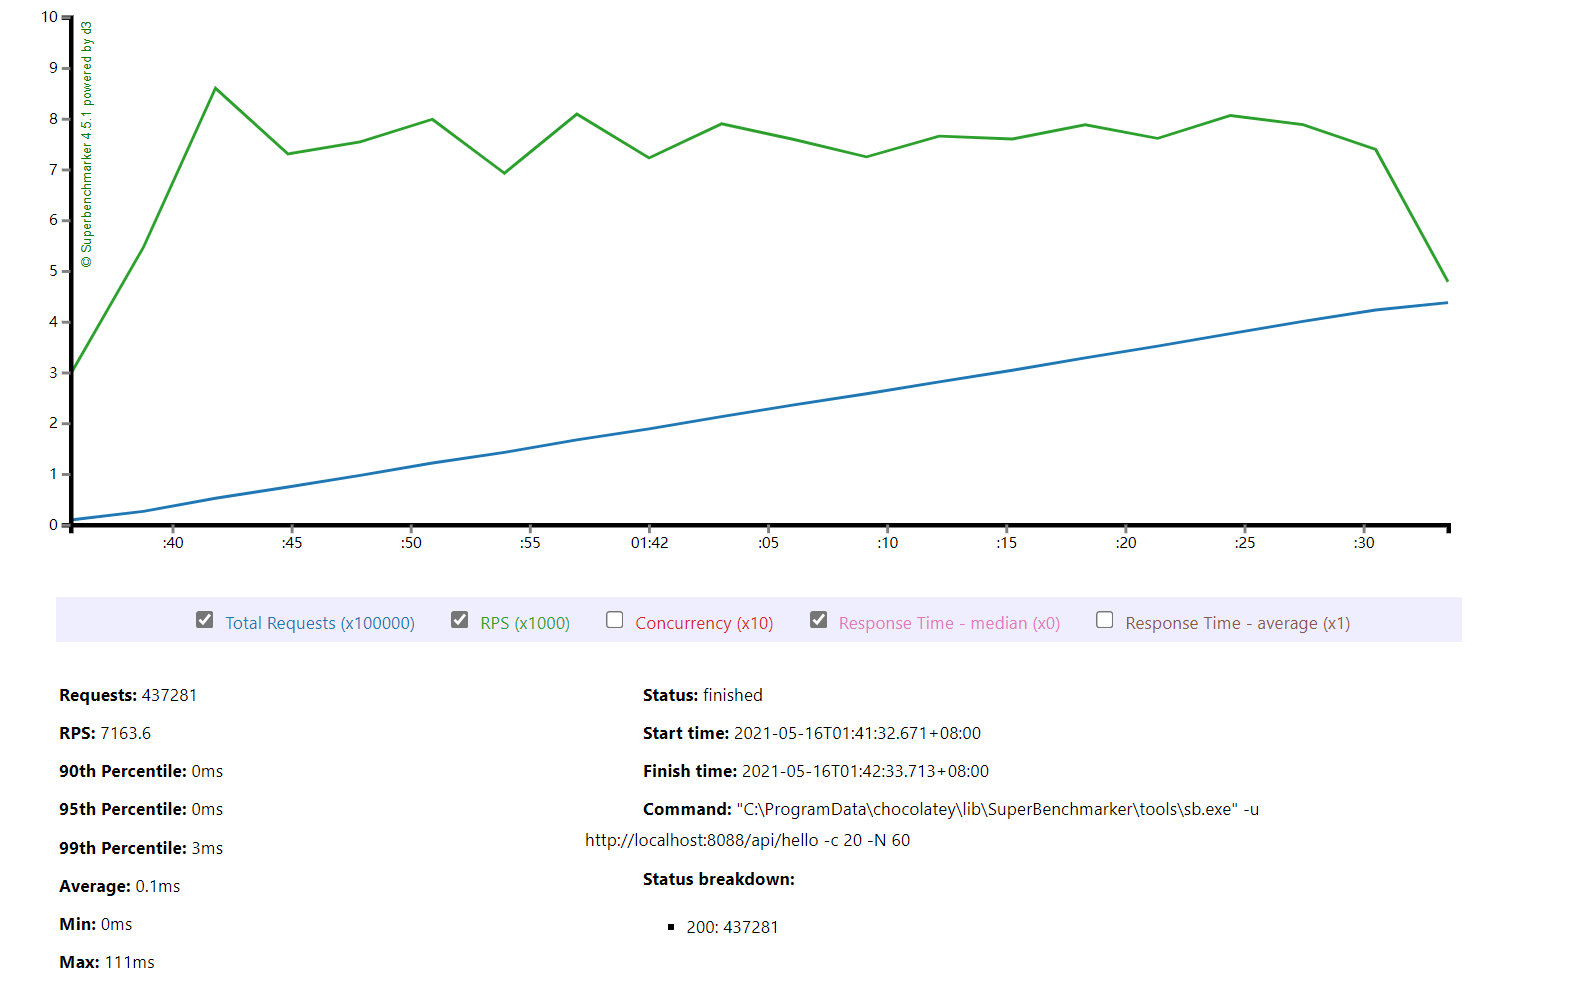 10
9
8
7
6
5
4
3
2
1
0
© Superbenchmarker 4.5.1 powered by d3
:40 :45 :50 :55 01:42 :05 :10 :15 :20 :25 :30
Total Requests (x100000) RPS (x1000) Concurrency (x10) Response Time - median (x0) Response Time - average (x1)
Requests: 437281
RPS: 7163.6
90th Percentile: 0ms
95th Percentile: 0ms
99th Percentile: 3ms
Average: 0.1ms
Min: 0ms
Max: 111ms
Status: finished
Start time: 2021-05-16T01:41:32.671+08:00
Finish time: 2021-05-16T01:42:33.713+08:00
Command: "C:\ProgramData\chocolatey\lib\SuperBenchmarker\tools\sb.exe" -u
http://localhost:8088/api/hello -c 20 -N 60
Status breakdown:
200: 437281